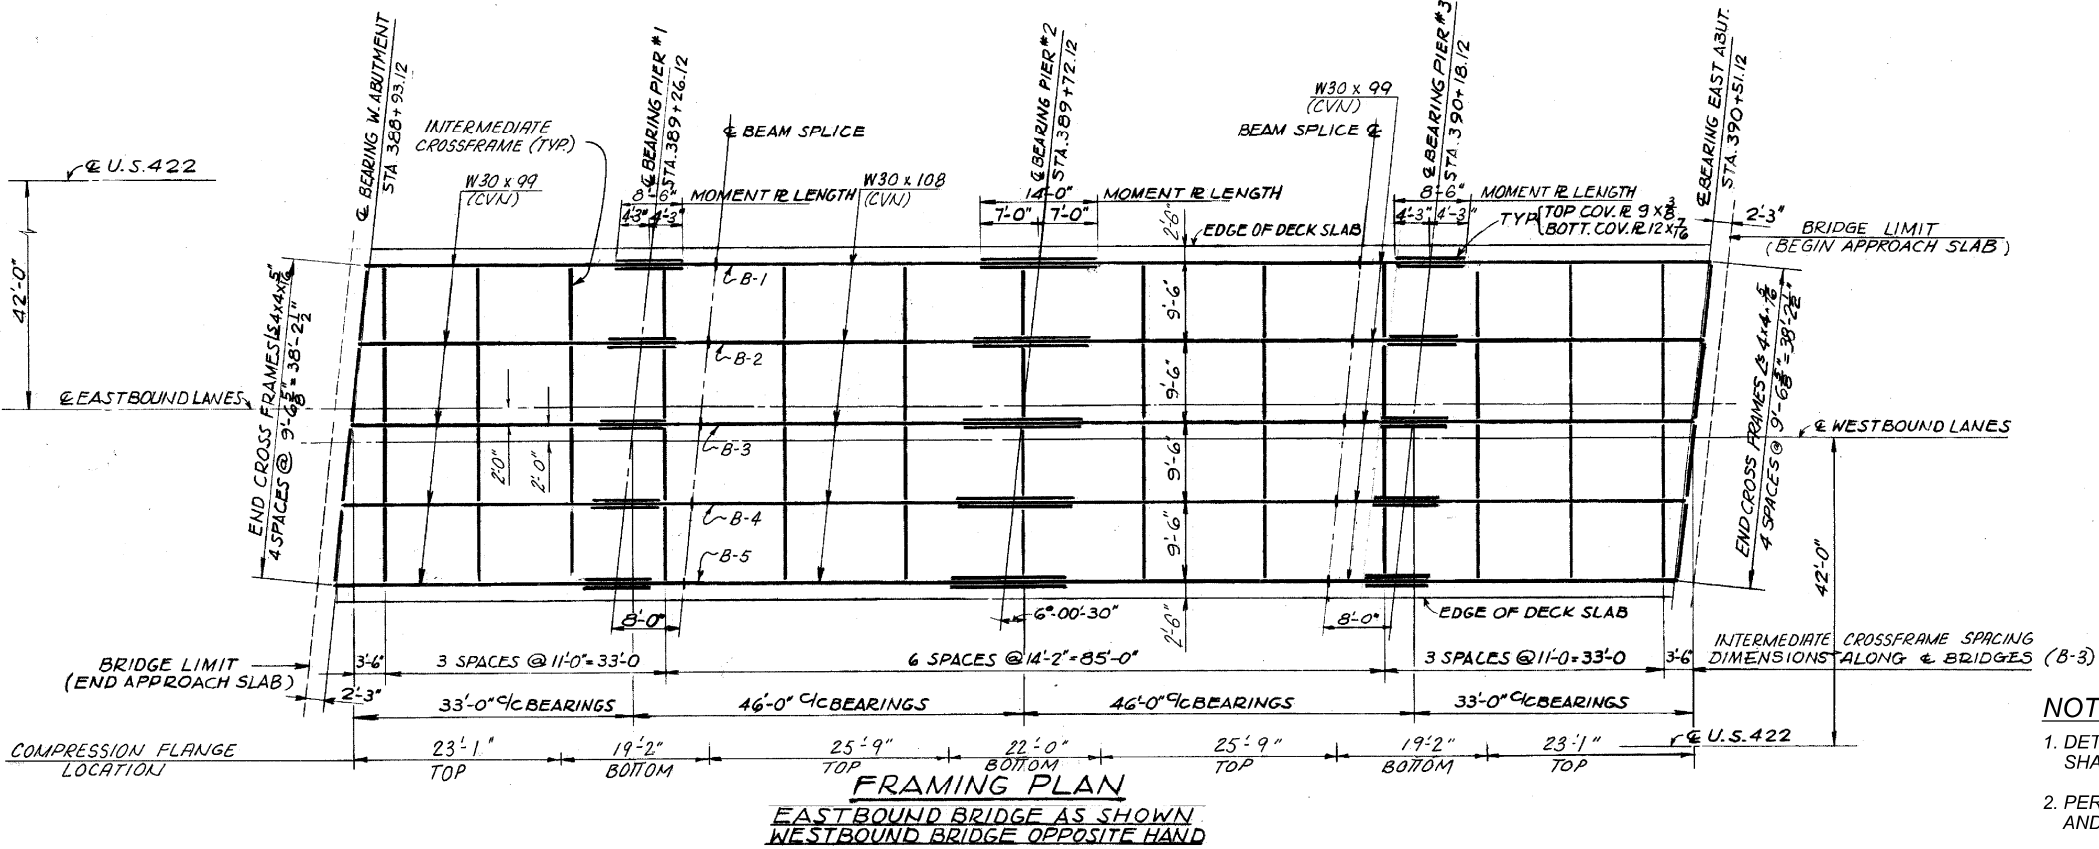 ℄ BEARING W. ABUTMENT
STA. 388+93.12
℄ BEARING PIER #1
STA. 389+26.12
℄ BEARING PIER #2
STA. 389+72.12
℄ BEARING PIER #3
STA. 390+18.12
℄ BEARING EAST ABUT.
STA. 390+51.12
℄ U.S. 422
42'-0"
INTERMEDIATE
CROSSFRAME (TYP.)
℄ BEAM SPLICE
W30 x 99
(CVN)
BEAM SPLICE ℄
W30 x 99
(CVN)
8'-6" MOMENT ℙ LENGTH
4'-3" 4'-3"
W30 x 108
(CVN)
14'-0" MOMENT ℙ LENGTH
7'-0" 7'-0"
2'-6"
8'-6" MOMENT ℙ LENGTH
4'-3" 4'-3"
TYP. TOP COV. ℙ 9 x 3/8
BOTT. COV. ℙ 12 x 7/16
EDGE OF DECK SLAB
2'-3"
BRIDGE LIMIT
(BEGIN APPROACH SLAB)
END CROSS FRAMES ∠s 4x4x5/16
4 SPACES @ 9'-6 5/8" = 38'-2 1/2"
B-1
B-2
B-3
B-4
B-5
9'-6"
9'-6"
9'-6"
9'-6"
℄ EASTBOUND LANES
2'-0"
2'-0"
℄ WESTBOUND LANES
END CROSS FRAMES ∠s 4x4x5/16
4 SPACES @ 9'-6 5/8" = 38'-2 1/2"
42'-0"
8'-0"
6°-00'-30"
2'-6"
8'-0"
EDGE OF DECK SLAB
BRIDGE LIMIT
(END APPROACH SLAB)
2'-3"
3'-6" 3 SPACES @ 11'-0" = 33'-0 6 SPACES @ 14'-2" = 85'-0" 3 SPACES @ 11'-0 = 33'-0 3'-6"
INTERMEDIATE CROSSFRAME SPACING
DIMENSIONS ALONG ℄ BRIDGES (B-3)
33'-0" C/C BEARINGS 46'-0" C/C BEARINGS 46'-0" C/C BEARINGS 33'-0" C/C BEARINGS
COMPRESSION FLANGE
LOCATION
23'-1" 19'-2" 25'-9" 22'-0" 25'-9" 19'-2" 23'-1"
TOP BOTTOM TOP BOTTOM TOP BOTTOM TOP
℄ U.S. 422
FRAMING PLAN
EASTBOUND BRIDGE AS SHOWN
WESTBOUND BRIDGE OPPOSITE HAND
NOT
1. DET
SHA
2. PER
AND